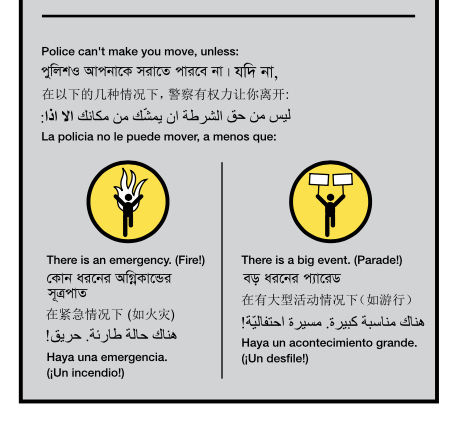 Police can't make you move, unless:
পুলিশও আপনাকে সরাতে পারবে না। যদি না,
在以下的几种情况下，警察有权力让你离开:
ليس من حق الشرطة ان يمشّك من مكانك الا اذا:
La policia no le puede mover, a menos que:
There is an emergency. (Fire!)
কোন ধরনের অগ্নিকান্ডের
সূত্রপাত
在紧急情况下 (如火灾)
هناك حالة طارئة. حريق!
Haya una emergencia.
(¡Un incendio!)
There is a big event. (Parade!)
বড় ধরনের প্যারেড
在有大型活动情况下（如游行）
هناك مناسبة كبيرة. مسيرة احتفاليّة!
Haya un acontecimiento grande.
(¡Un desfile!)